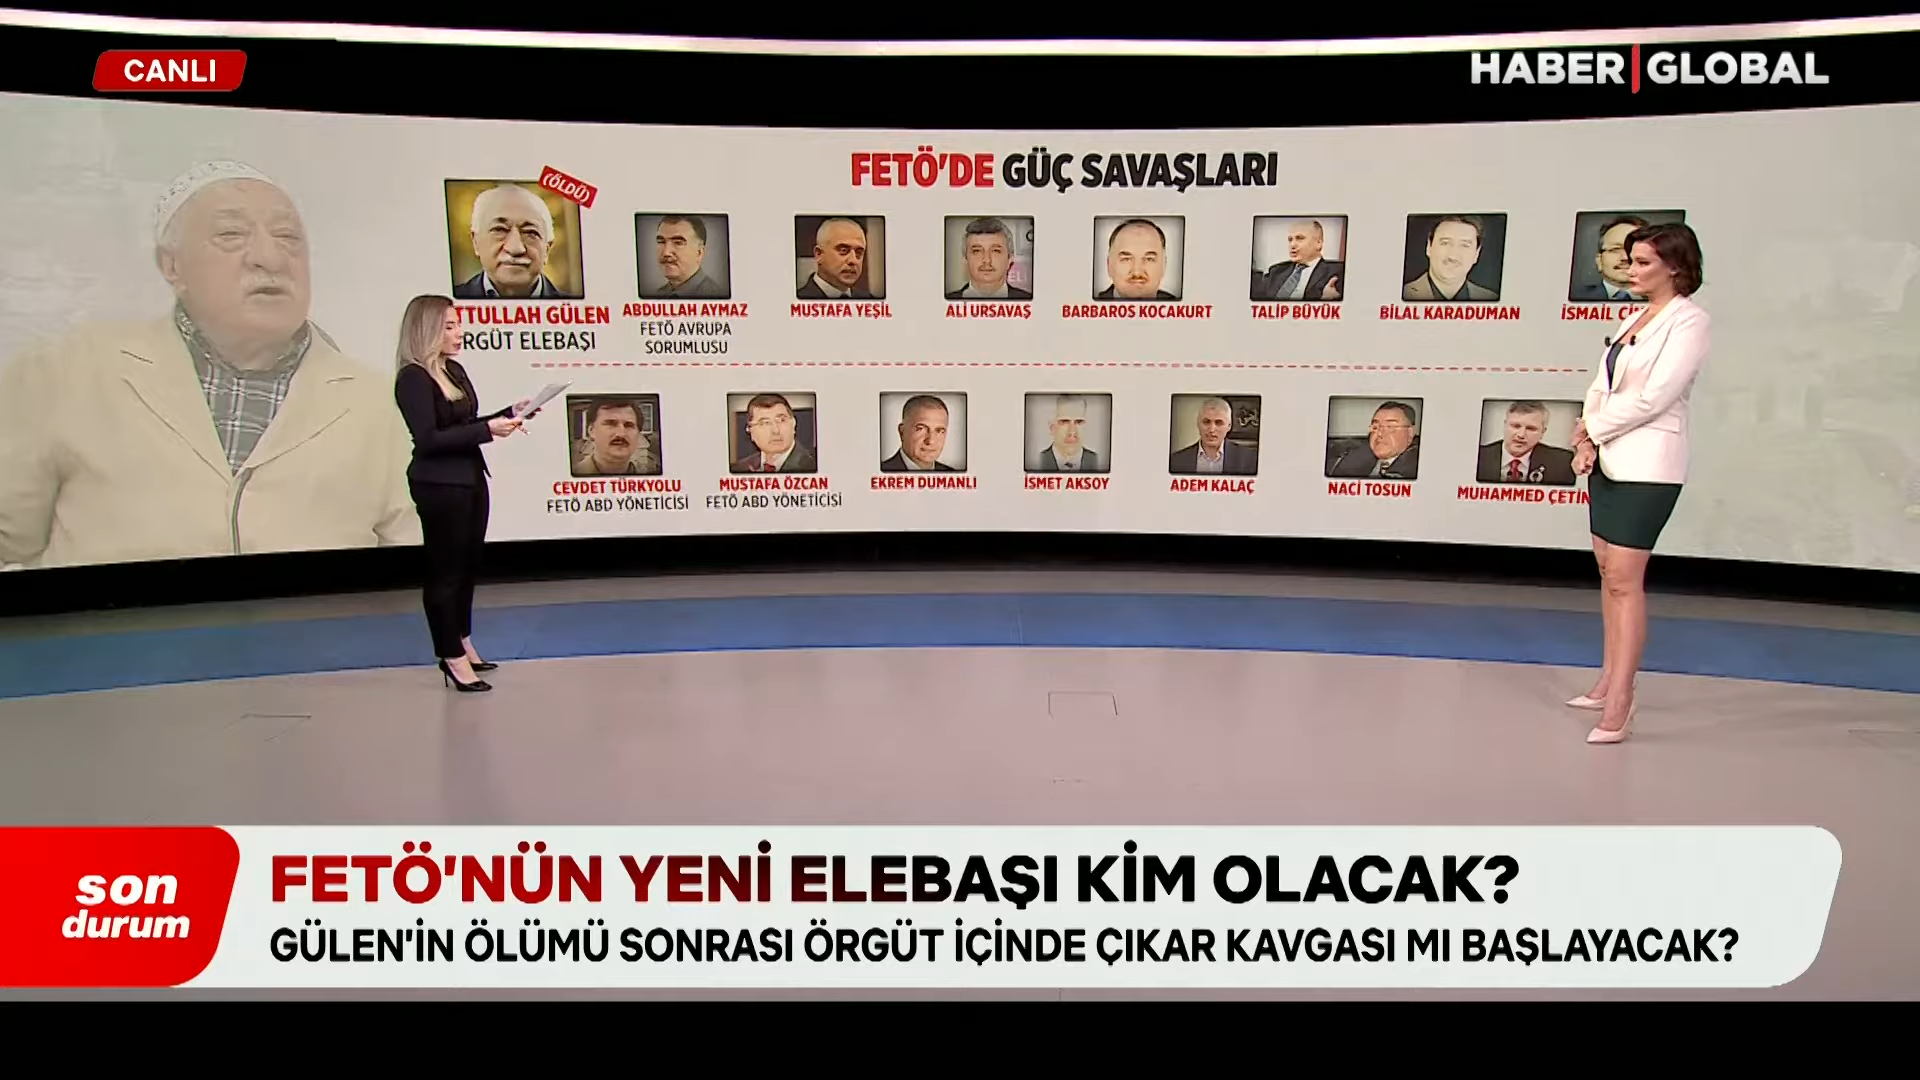 CANLI
HABER GLOBAL
FETÖ'DE GÜÇ SAVAŞLARI
(ÖLDÜ)
TTULLAH GÜLEN
RGÜT ELEBAŞI
ABDULLAH AYMAZ
FETÖ AVRUPA
SORUMLUSU
MUSTAFA YEŞİL
ALİ URSAVAŞ
BARBAROS KOCAKURT
TALİP BÜYÜK
BİLAL KARADUMAN
İSMAİL
CEVDET TÜRKYOLU
FETÖ ABD YÖNETİCİSİ
MUSTAFA ÖZCAN
FETÖ ABD YÖNETİCİSİ
EKREM DUMANLI
İSMET AKSOY
ADEM KALAÇ
NACİ TOSUN
MUHAMMED ÇETİN
son
durum
FETÖ'NÜN YENİ ELEBAŞI KİM OLACAK?
GÜLEN'İN ÖLÜMÜ SONRASI ÖRGÜT İÇİNDE ÇIKAR KAVGASI MI BAŞLAYACAK?